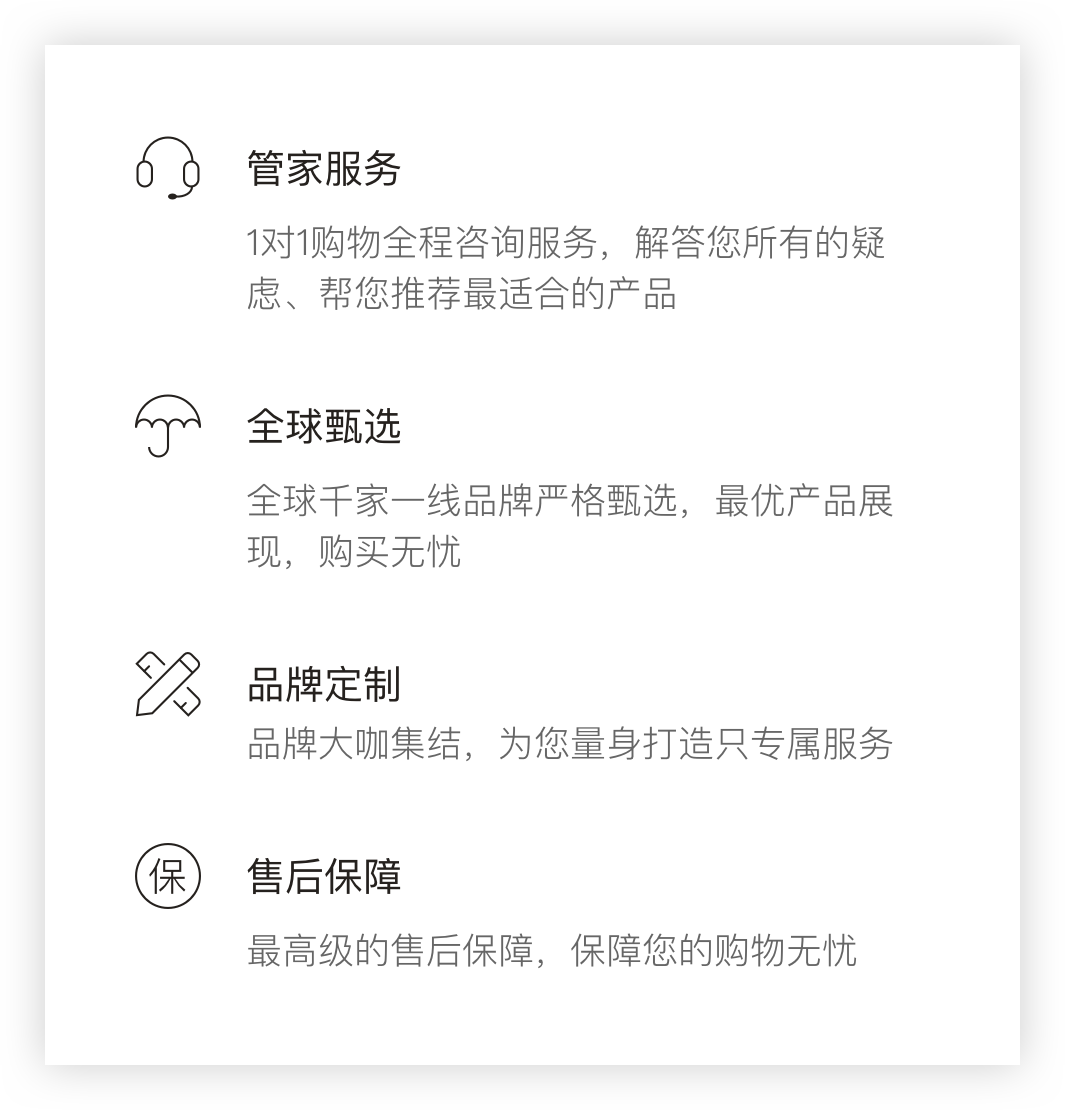 管家服务
1对1购物全程咨询服务，解答您所有的疑
虑、帮您推荐最适合的产品
全球甄选
全球千家一线品牌严格甄选，最优产品展
现，购买无忧
品牌定制
品牌大咖集结，为您量身打造只专属服务
保
售后保障
最高级的售后保障，保障您的购物无忧